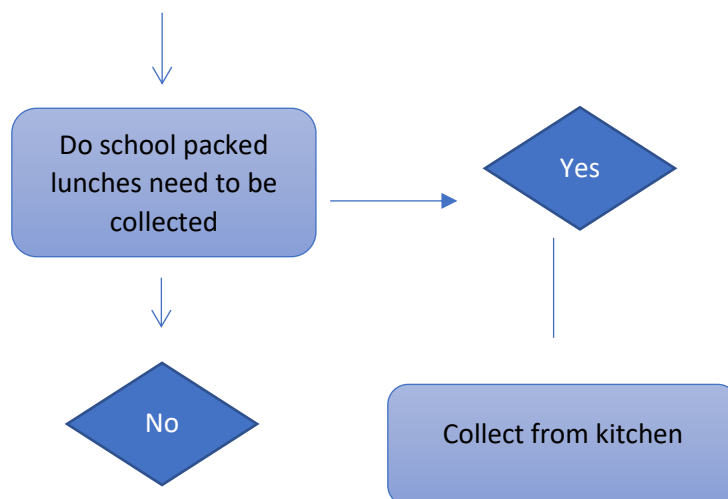 Do school packed
lunches need to be
collected
Yes
No
Collect from kitchen